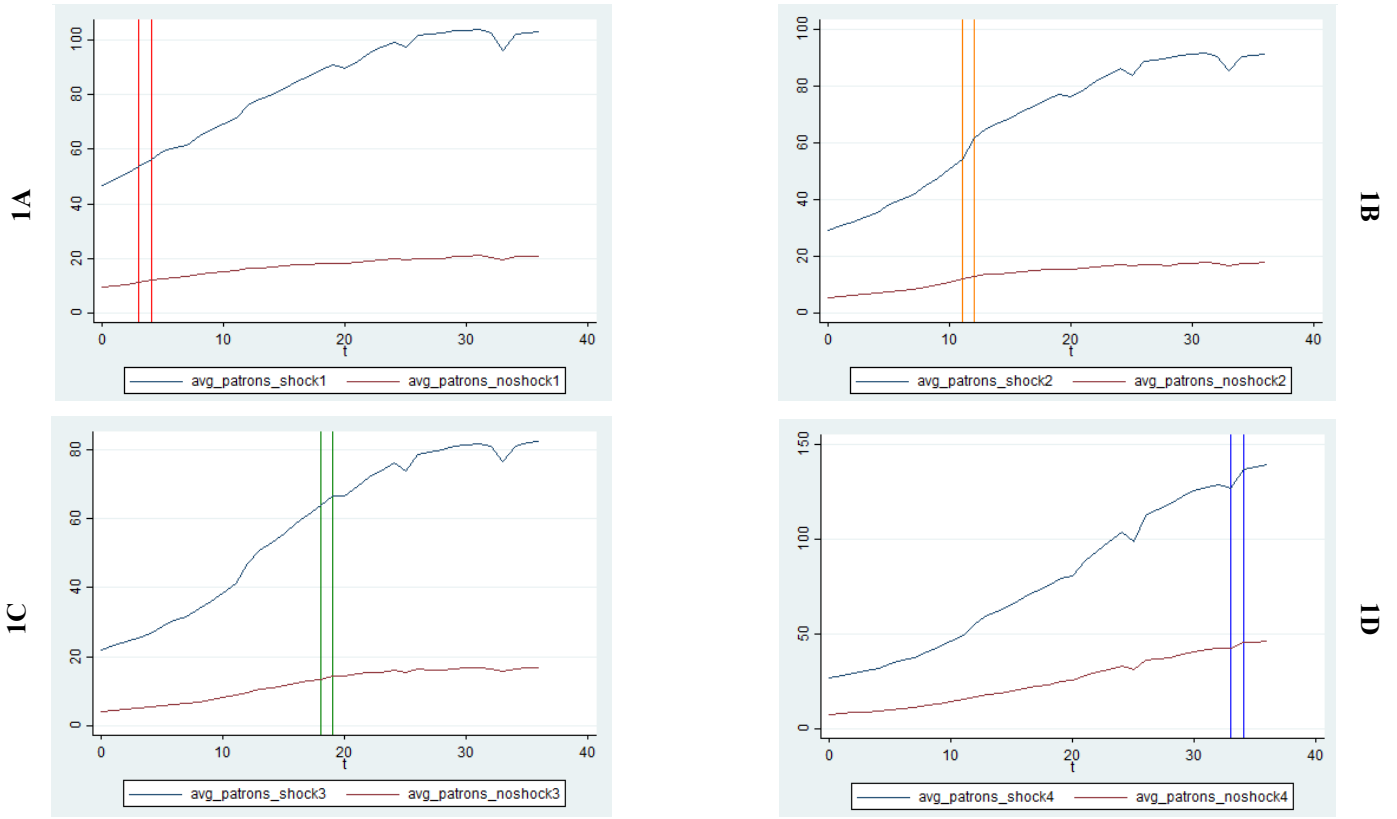 1A
100
80
60
40
20
0
0 10 20 30 40
t
avg_patrons_shock1 avg_patrons_noshock1
1B
100
80
60
40
20
0
0 10 20 30 40
t
avg_patrons_shock2 avg_patrons_noshock2
1C
80
60
40
20
0
0 10 20 30 40
t
avg_patrons_shock3 avg_patrons_noshock3
1D
150
100
50
0
0 10 20 30 40
t
avg_patrons_shock4 avg_patrons_noshock4